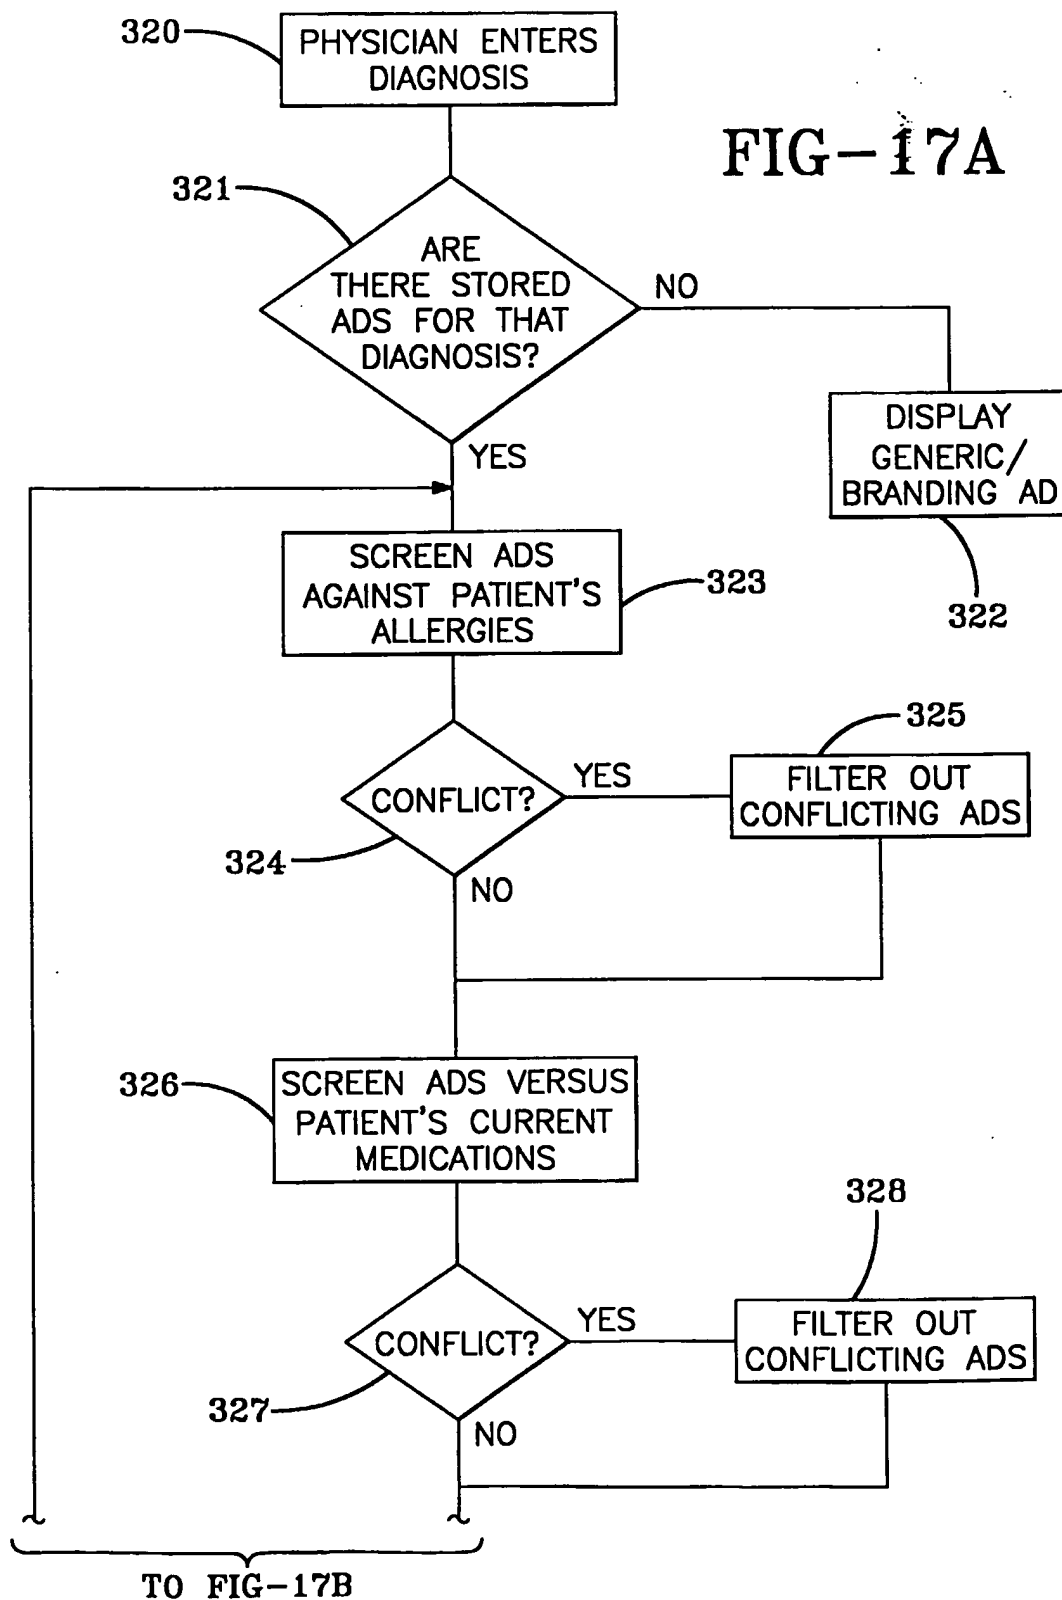 320
PHYSICIAN ENTERS
DIAGNOSIS
FIG-17A
321
ARE
THERE STORED
ADS FOR THAT
DIAGNOSIS?
NO
YES
DISPLAY
GENERIC/
BRANDING AD
322
SCREEN ADS
AGAINST PATIENT'S
ALLERGIES
323
325
CONFLICT?
YES
FILTER OUT
CONFLICTING ADS
324
NO
326
SCREEN ADS VERSUS
PATIENT'S CURRENT
MEDICATIONS
328
CONFLICT?
YES
FILTER OUT
CONFLICTING ADS
327
NO
TO FIG-17B